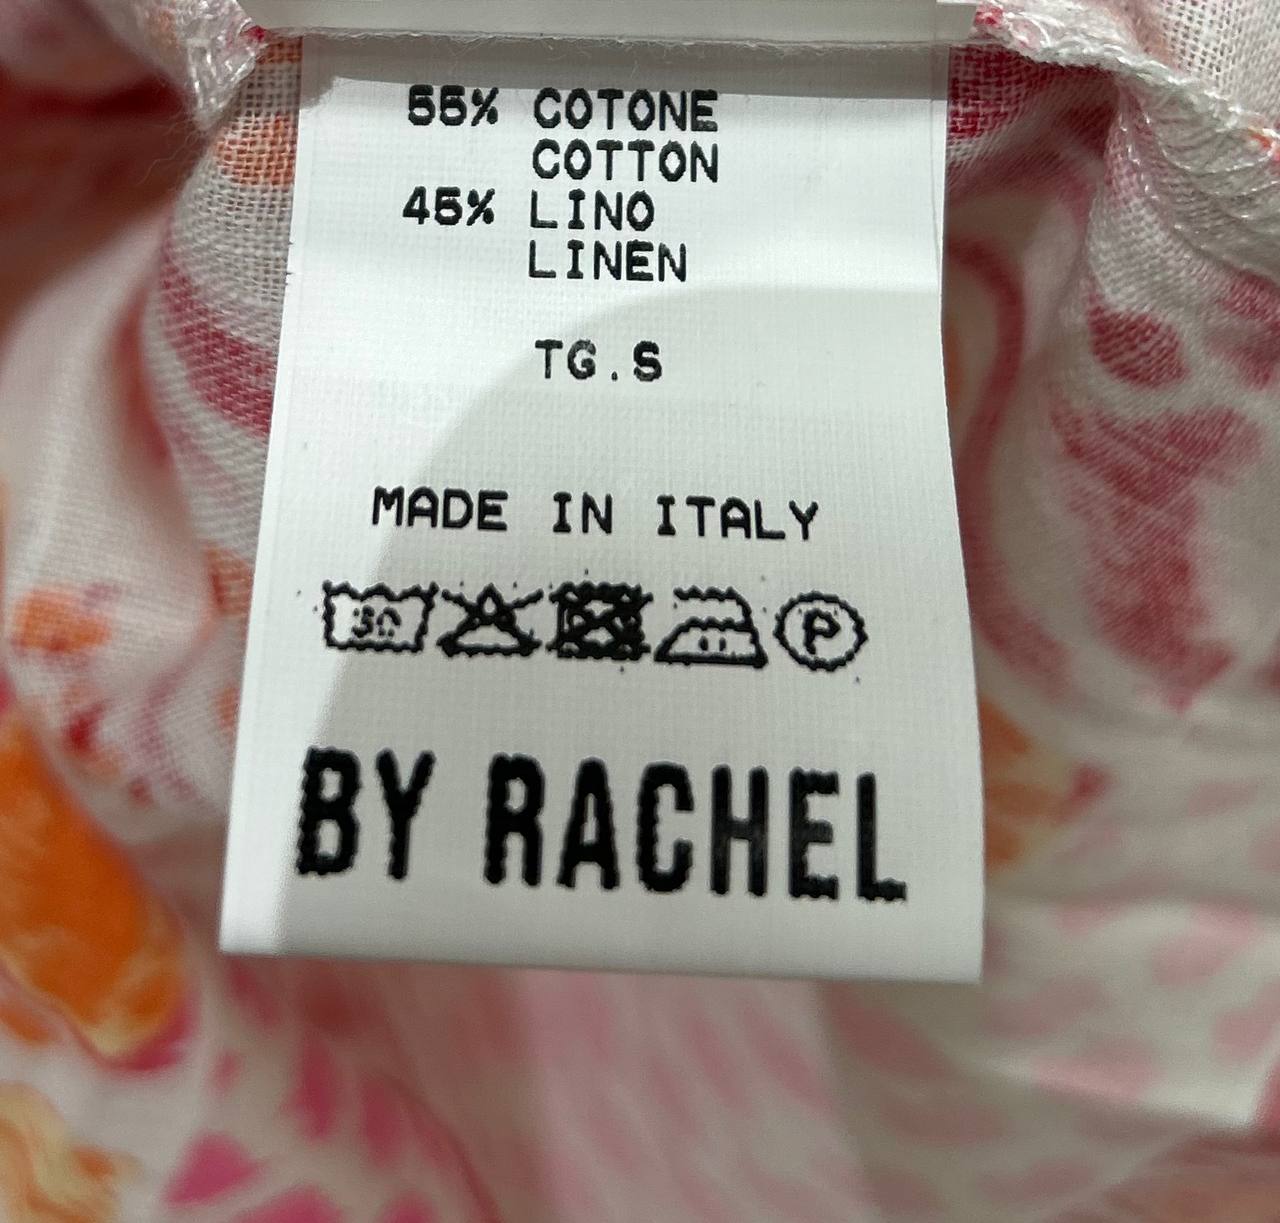 55% COTONE
COTTON
45% LINO
LINEN
TG.S
MADE IN ITALY
30 P
BY RACHEL